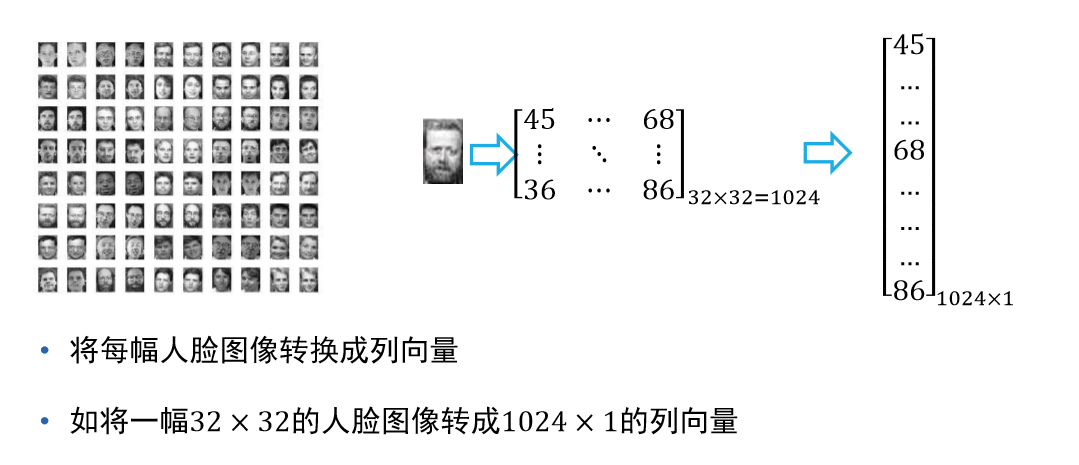 45 ⋯ 68
⋮ ⋱ ⋮
36 ⋯ 86
32×32=1024
45
...
...
68
...
...
...
86
1024×1
• 将每幅人脸图像转换成列向量
• 如将一幅32 × 32的人脸图像转成1024 × 1的列向量